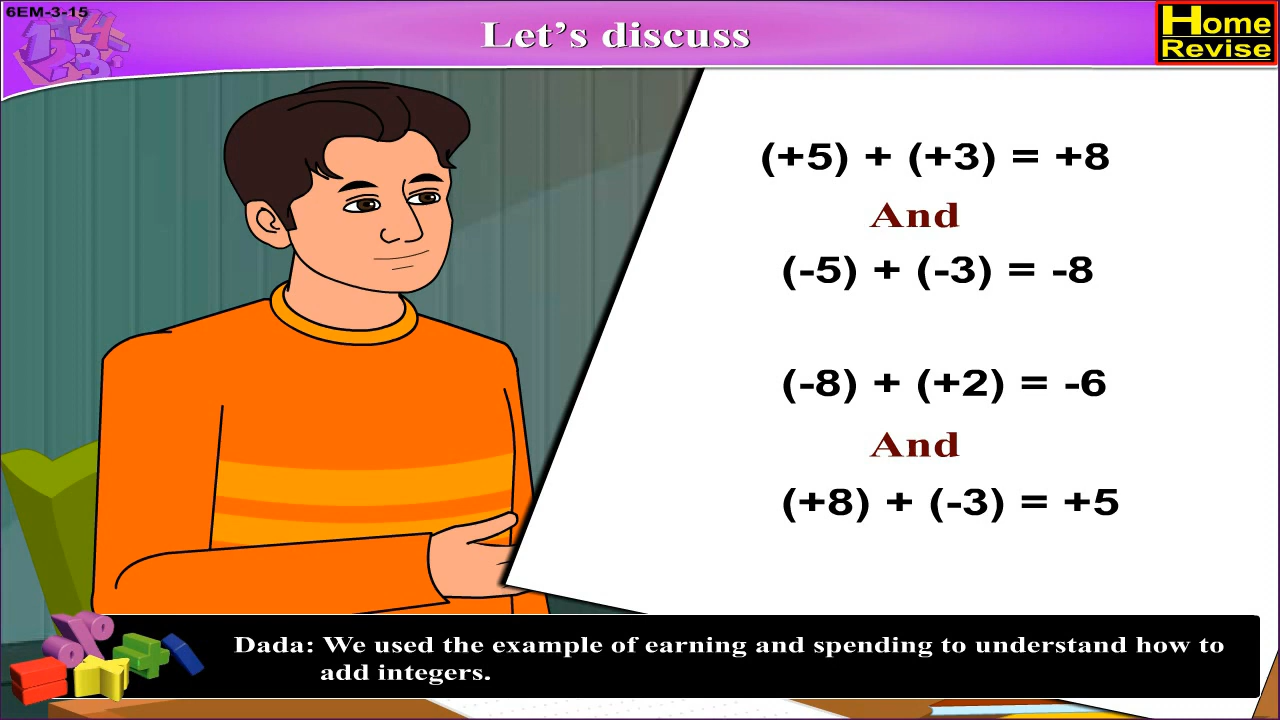 6EM-3-15
Let's discuss
Home
Revise
(+5) + (+3) = +8
And
(-5) + (-3) = -8
(-8) + (+2) = -6
And
(+8) + (-3) = +5
Dada: We used the example of earning and spending to understand how to
add integers.